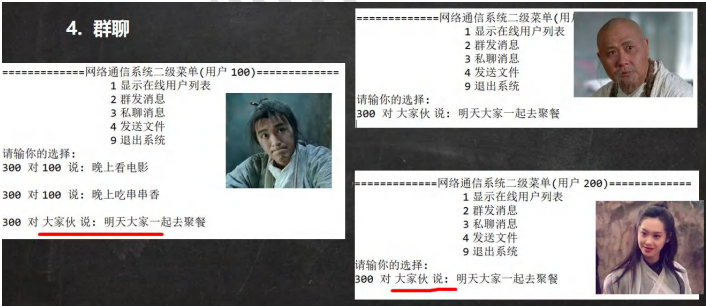 4. 群聊
=============网络通信系统二级菜单(用户 100)=============
1 显示在线用户列表
2 群发消息
3 私聊消息
4 发送文件
9 退出系统
请输你的选择:
300 对 100 说: 晚上看电影
300 对 100 说: 晚上吃串串香
300 对 大家伙 说: 明天大家一起去聚餐
=============网络通信系统二级菜单(用
1 显示在线用户列表
2 群发消息
3 私聊消息
4 发送文件
9 退出系统
请输你的选择:
300 对 大家伙 说: 明天大家一起去聚餐
=============网络通信系统二级菜单(用户 200)=============
1 显示在线用户列表
2 群发消息
3 私聊消息
4 发送文件
9 退出系统
请输你的选择:
300 对 大家伙 说: 明天大家一起去聚餐